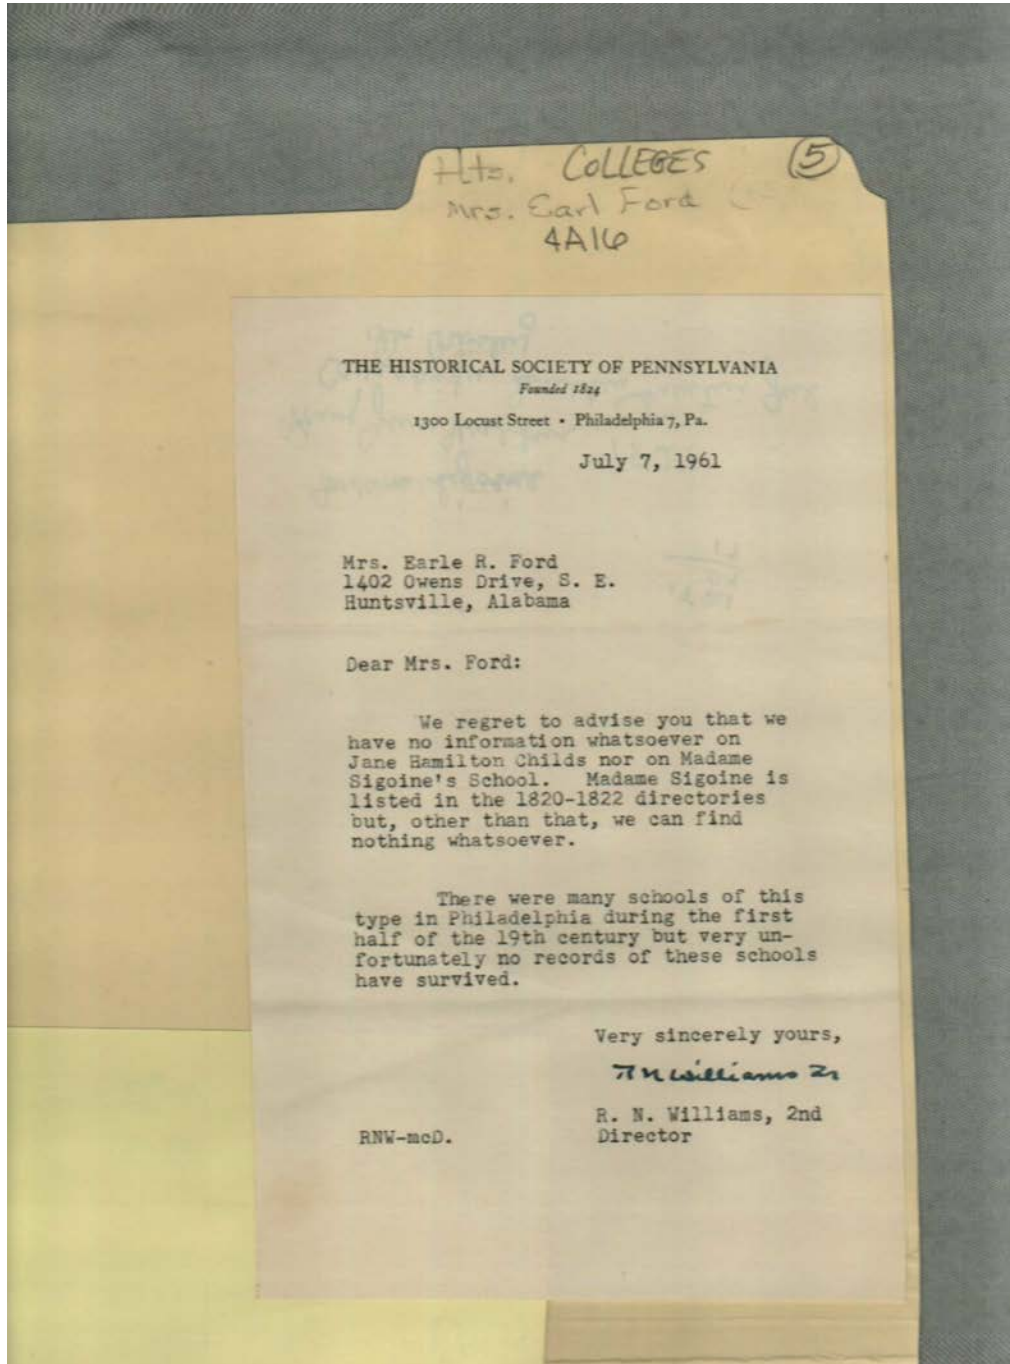 Hts. COLLEGES 5
Mrs. Earl Ford
4A16
THE HISTORICAL SOCIETY OF PENNSYLVANIA
Founded 1824
1300 Locust Street • Philadelphia 7, Pa.
July 7, 1961
Mrs. Earle R. Ford
1402 Owens Drive, S. E.
Huntsville, Alabama
Dear Mrs. Ford:
We regret to advise you that we
have no information whatsoever on
Jane Hamilton Childs nor on Madame
Sigoine's School. Madame Sigoine is
listed in the 1820-1822 directories
but, other than that, we can find
nothing whatsoever.
There were many schools of this
type in Philadelphia during the first
half of the 19th century but very un-
fortunately no records of these schools
have survived.
Very sincerely yours,
R N Williams 2n
R. N. Williams, 2nd
RNW-mcD. Director